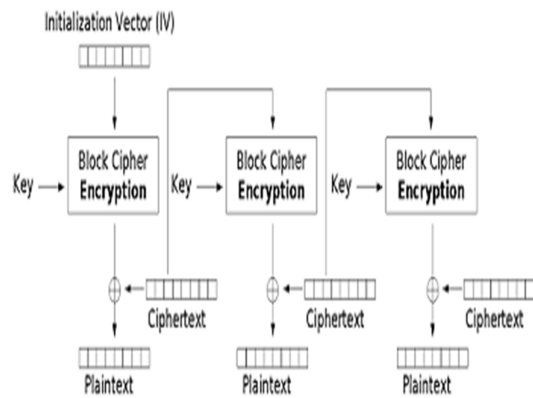 Initialization Vector (IV)
Key
Block Cipher
Encryption
Key
Block Cipher
Encryption
Key
Block Cipher
Encryption
Ciphertext
Ciphertext
Ciphertext
Plaintext
Plaintext
Plaintext